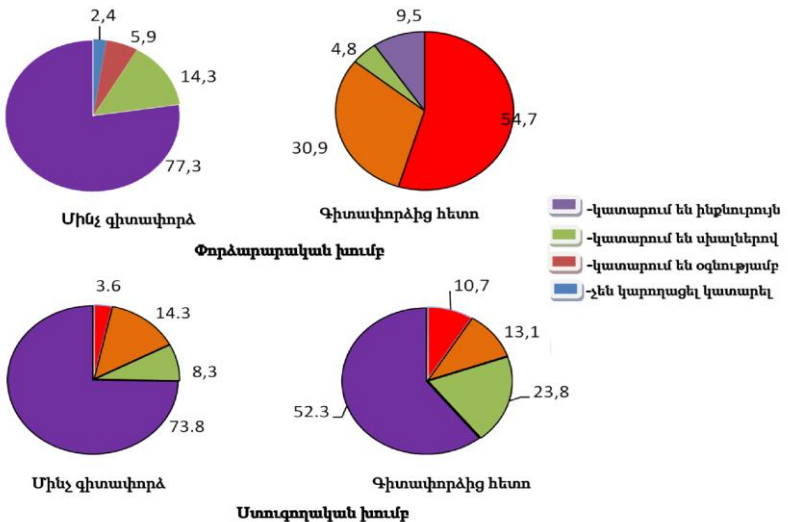 2,4
5,9
14,3
77,3
Մինչ գիտափորձ
9,5
4,8
30,9
54,7
Գիտափորձից հետո
Փորձարարական խումբ
-կատարում են ինքնուրույն
-կատարում են սխալներով
-կատարում են օգնությամբ
-չեն կարողացել կատարել
3.6
14.3
8,3
73.8
Մինչ գիտափորձ
10,7
13,1
23,8
52.3
Գիտափորձից հետո
Ստուգողական խումբ